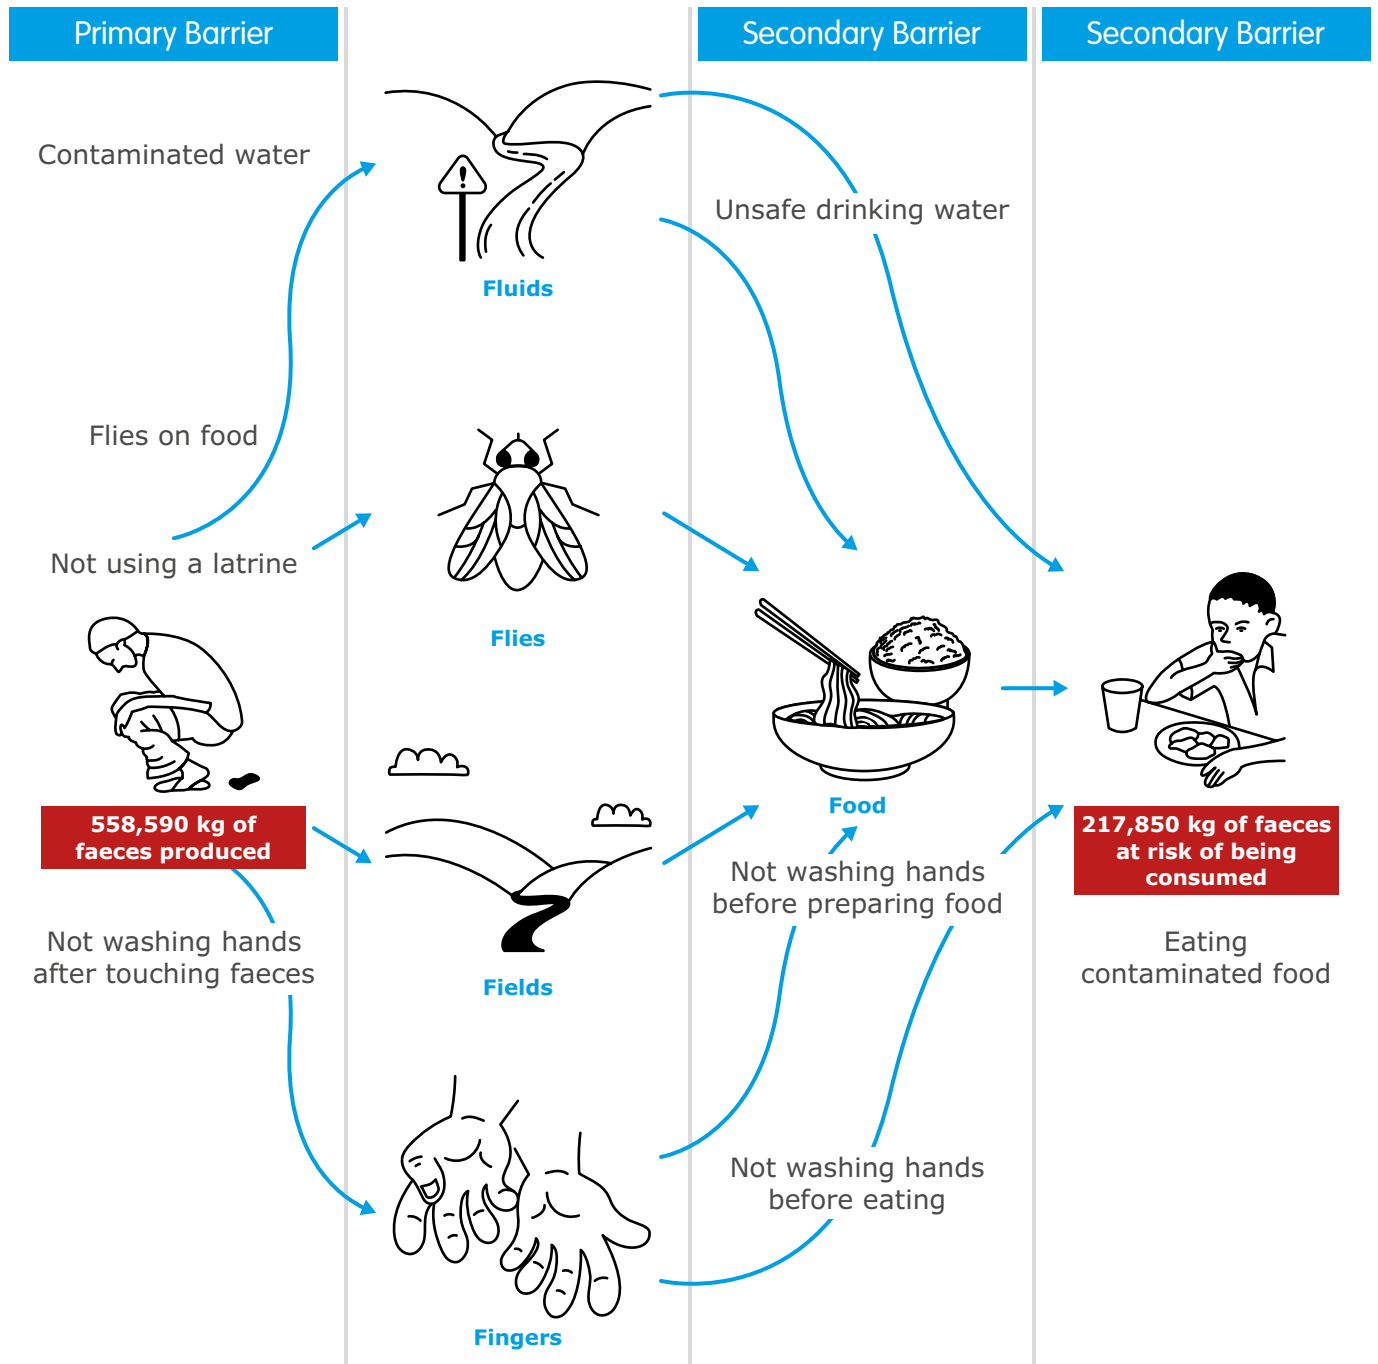 Primary Barrier
Secondary Barrier
Secondary Barrier
Contaminated water
Flies on food
Not using a latrine
558,590 kg of
faeces produced
Not washing hands
after touching faeces
Fluids
Flies
Fields
Fingers
Unsafe drinking water
Food
Not washing hands
before preparing food
Not washing hands
before eating
217,850 kg of faeces
at risk of being
consumed
Eating
contaminated food